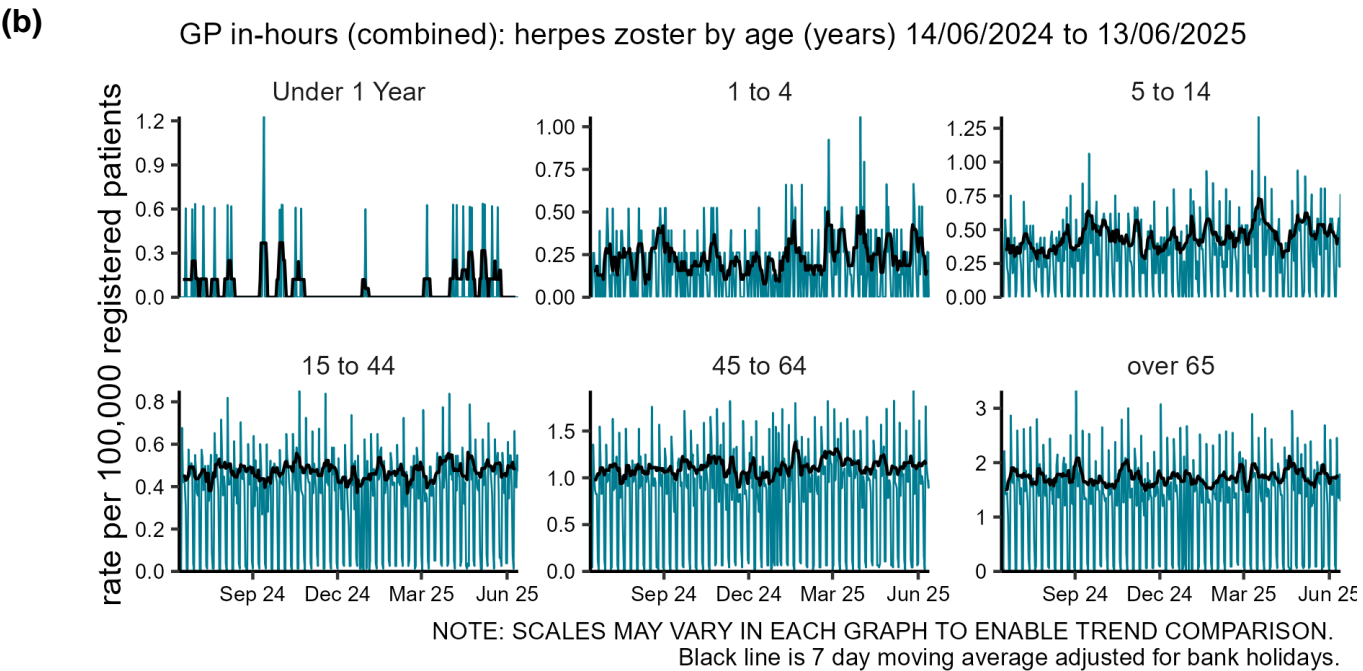 (b)
GP in-hours (combined): herpes zoster by age (years) 14/06/2024 to 13/06/2025
rate per 100,000 registered patients
Under 1 Year
1.2
0.9
0.6
0.3
0.0
1 to 4
1.00
0.75
0.50
0.25
0.00
5 to 14
1.25
1.00
0.75
0.50
0.25
0.00
15 to 44
0.8
0.6
0.4
0.2
0.0
Sep 24 Dec 24 Mar 25 Jun 25
45 to 64
1.5
1.0
0.5
0.0
Sep 24 Dec 24 Mar 25 Jun 25
over 65
3
2
1
0
Sep 24 Dec 24 Mar 25 Jun 25
NOTE: SCALES MAY VARY IN EACH GRAPH TO ENABLE TREND COMPARISON.
Black line is 7 day moving average adjusted for bank holidays.